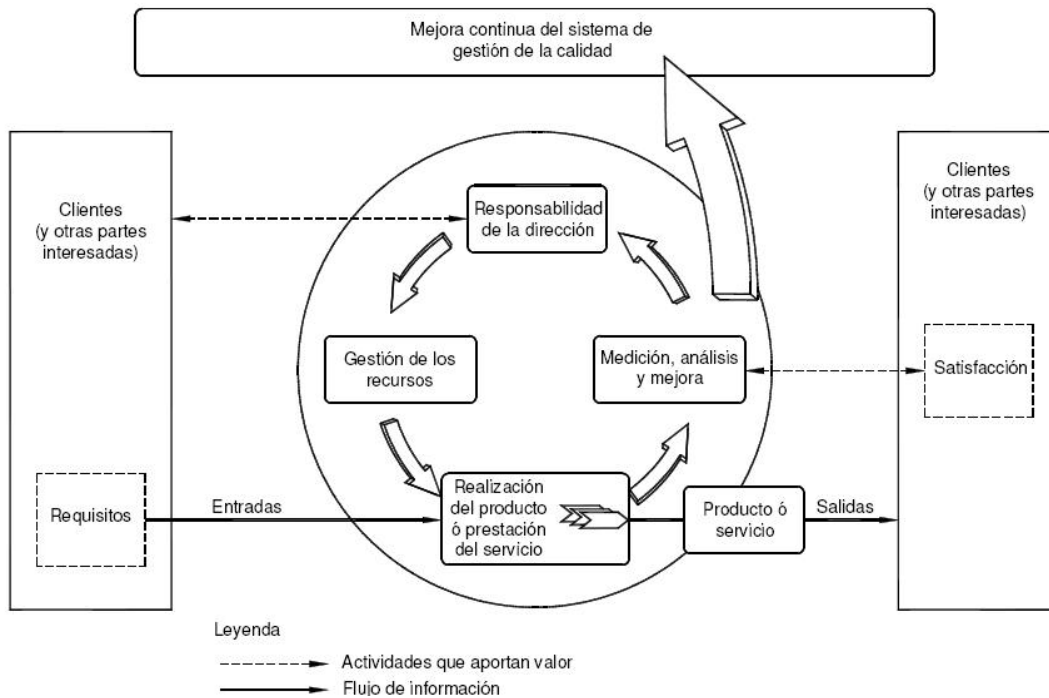 Mejora continua del sistema de
gestión de la calidad
Clientes
(y otras partes
interesadas)
Responsabilidad
de la dirección
Clientes
(y otras partes
interesadas)
Gestión de los
recursos
Medición, análisis
y mejora
Satisfacción
Requisitos
Entradas
Realización
del producto
ó prestación
del servicio
Producto ó
servicio
Salidas
Leyenda
Actividades que aportan valor
Flujo de información